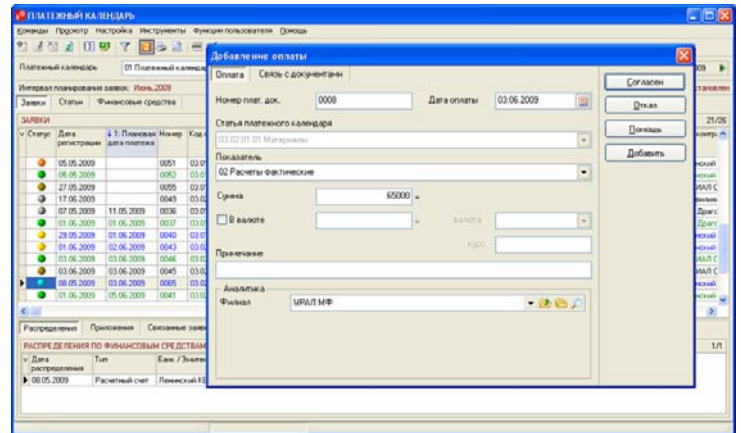 ПЛАТЕЖНЫЙ КАЛЕНДАРЬ
Команды Просмотр Настройка Инструменты Функции пользователя Помощь
Платежный календарь 01 Платежный календарь
Интервал планирования заявок: Июнь, 2009
Заявки Статьи Финансовые средства
ЗАЯВКИ 21/26
Статус Дата регистрации 1: Плановая дата платежа Номер Код
05.05.2009 0051
05.05.2009 0052
27.05.2009 0055
17.06.2009 0049
07.05.2009 11.05.2009 0036
01.06.2009 01.06.2009 0037
29.05.2009 01.06.2009 0040
01.06.2009 02.06.2009 0043
03.06.2009 03.06.2009 0046
03.06.2009 03.06.2009 0045
08.05.2009 03.06.2009 0065
01.06.2009 05.06.2009 0041
Распределения Приложения Связанные
РАСПРЕДЕЛЕНИЯ ПО ФИНАНСОВЫМ СРЕДСТВАМ 1/1
Дата распределения Тип Банк /
08.05.2009 Расчетный счет Ленинский
Добавление оплаты
Оплата Связь с документами
Номер плат. док. 0008 Дата оплаты 03.06.2009
Статья платежного календаря
03.02.01.01 Материалы
Показатель
02 Расчеты фактические
Сумма 65000 =
В валюте = валюта
курс
Примечание
Аналитика
Филиал УРАЛ МФ
Согласен
Отказ
Помощь
Добавить